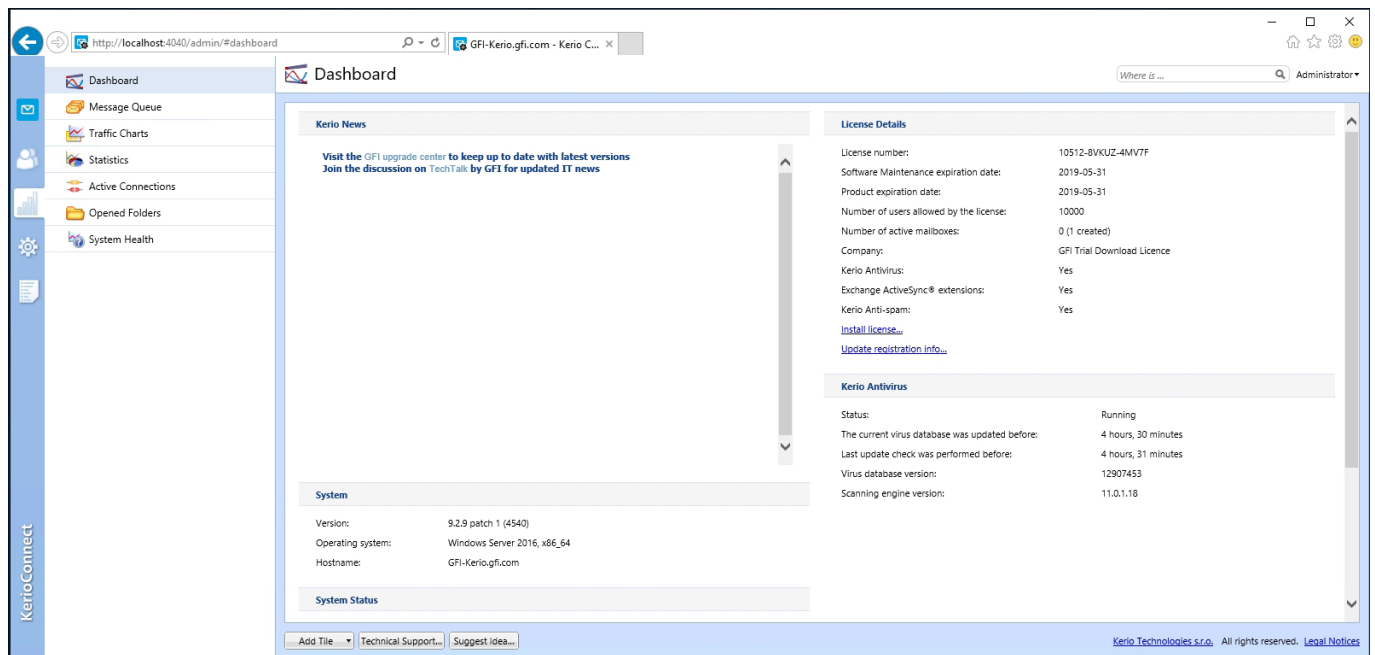 http://localhost:4040/admin/#dashboard
GFI-Kerio.gfi.com - Kerio C...
Dashboard
Message Queue
Traffic Charts
Statistics
Active Connections
Opened Folders
System Health
KerioConnect
Dashboard
Where is ...
Administrator
Kerio News
Visit the GFI upgrade center to keep up to date with latest versions
Join the discussion on TechTalk by GFI for updated IT news
System
Version: 9.2.9 patch 1 (4540)
Operating system: Windows Server 2016, x86_64
Hostname: GFI-Kerio.gfi.com
System Status
License Details
License number: 10512-8VKUZ-4MV7F
Software Maintenance expiration date: 2019-05-31
Product expiration date: 2019-05-31
Number of users allowed by the license: 10000
Number of active mailboxes: 0 (1 created)
Company: GFI Trial Download Licence
Kerio Antivirus: Yes
Exchange ActiveSync® extensions: Yes
Kerio Anti-spam: Yes
Install license...
Update registration info...
Kerio Antivirus
Status: Running
The current virus database was updated before: 4 hours, 30 minutes
Last update check was performed before: 4 hours, 31 minutes
Virus database version: 12907453
Scanning engine version: 11.0.1.18
Add Tile
Technical Support...
Suggest Idea...
Kerio Technologies s.r.o. All rights reserved. Legal Notices